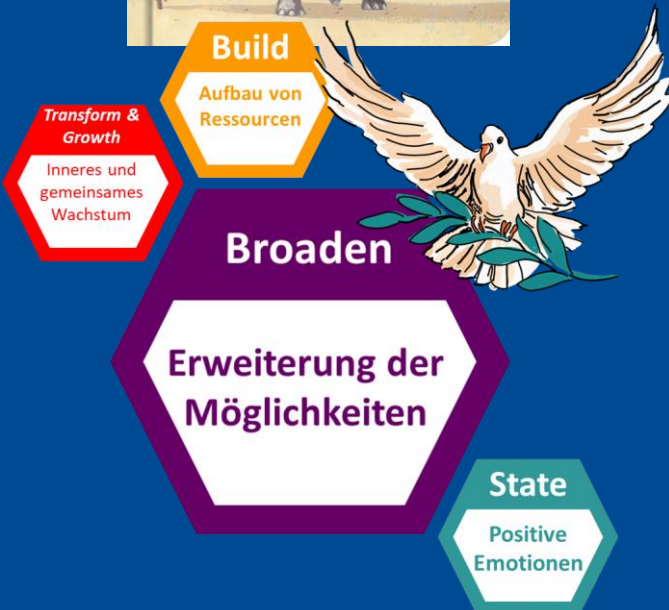 Build
Aufbau von
Ressourcen
Transform &
Growth
Inneres und
gemeinsames
Wachstum
Broaden
Erweiterung der
Möglichkeiten
State
Positive
Emotionen